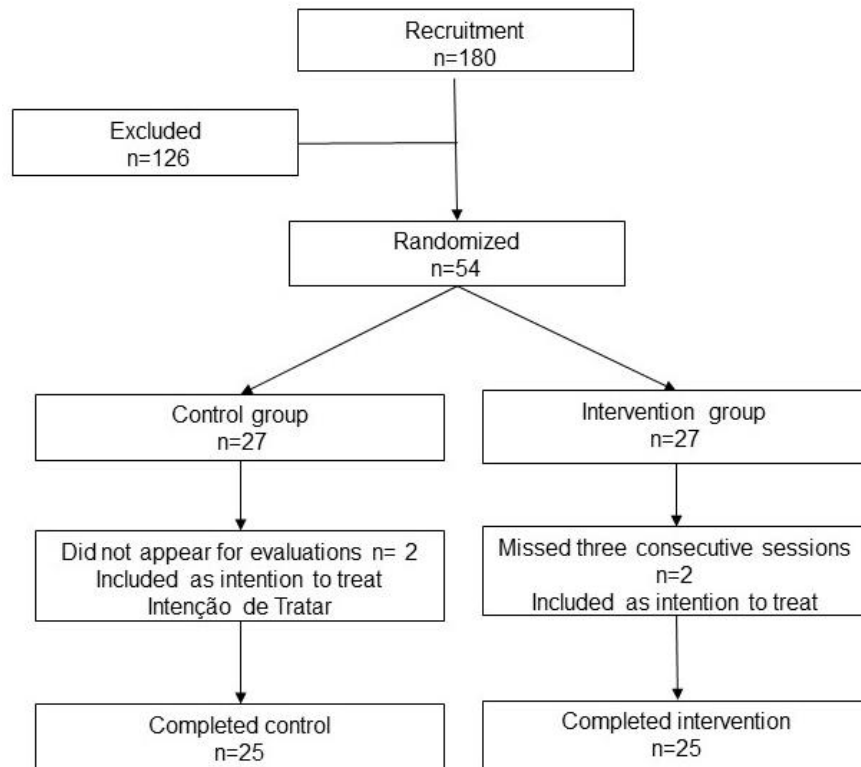 Recruitment
n=180
Excluded
n=126
Randomized
n=54
Control group
n=27
Intervention group
n=27
Did not appear for evaluations n= 2
Included as intention to treat
Intenção de Tratar
Missed three consecutive sessions
n=2
Included as intention to treat
Completed control
n=25
Completed intervention
n=25